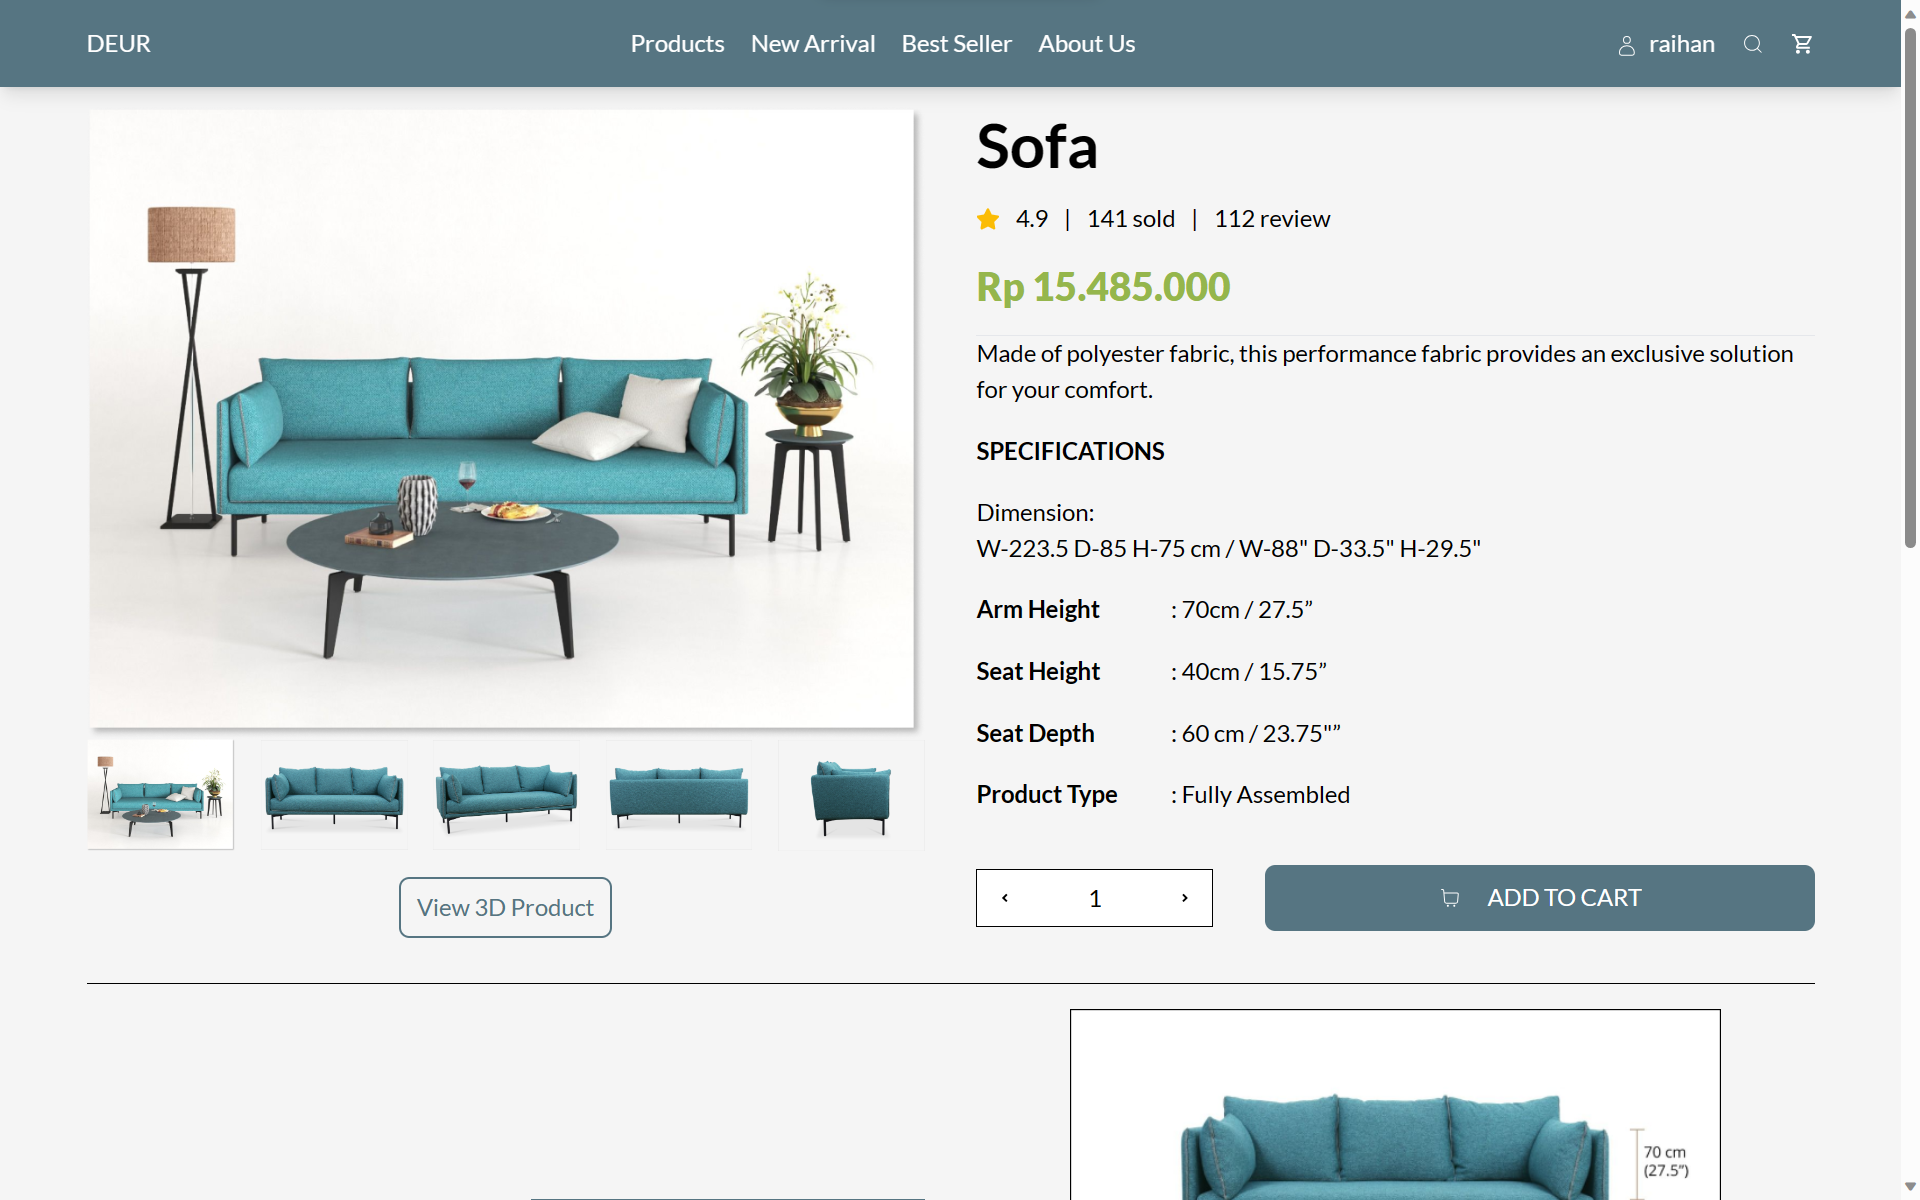 DEUR
Products New Arrival Best Seller About Us
raihan
Sofa
4.9 | 141 sold | 112 review
Rp 15.485.000
Made of polyester fabric, this performance fabric provides an exclusive solution
for your comfort.
SPECIFICATIONS
Dimension:
W-223.5 D-85 H-75 cm / W-88" D-33.5" H-29.5"
Arm Height : 70cm / 27.5”
Seat Height : 40cm / 15.75”
Seat Depth : 60 cm / 23.75"”
Product Type : Fully Assembled
View 3D Product
1
ADD TO CART
70 cm
(27.5”)